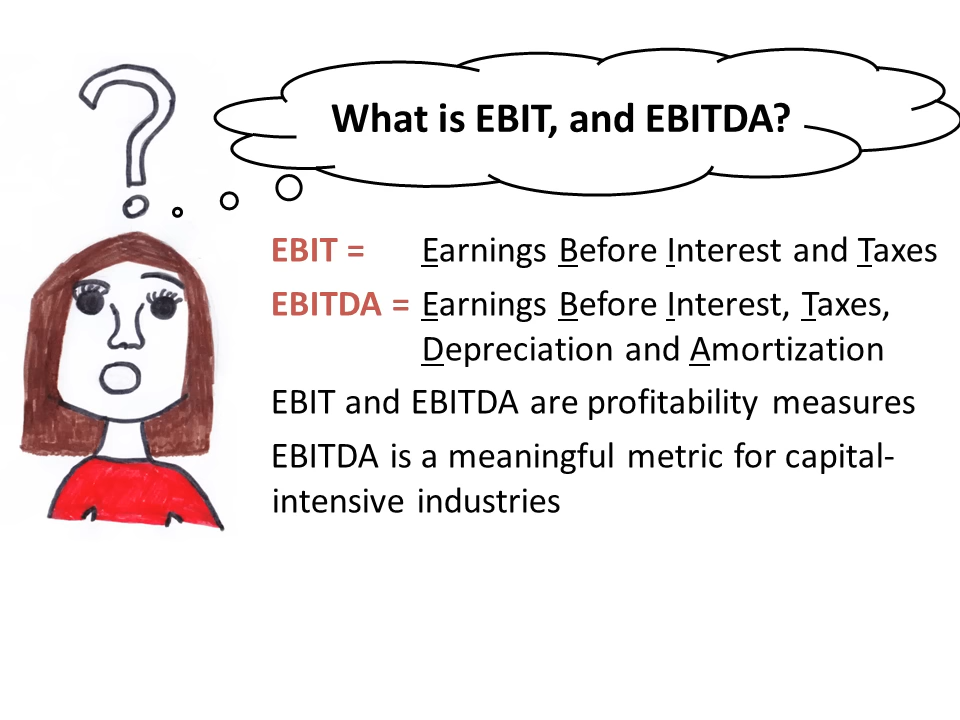 What is EBIT, and EBITDA?
EBIT = Earnings Before Interest and Taxes
EBITDA = Earnings Before Interest, Taxes,
Depreciation and Amortization
EBIT and EBITDA are profitability measures
EBITDA is a meaningful metric for capital-
intensive industries